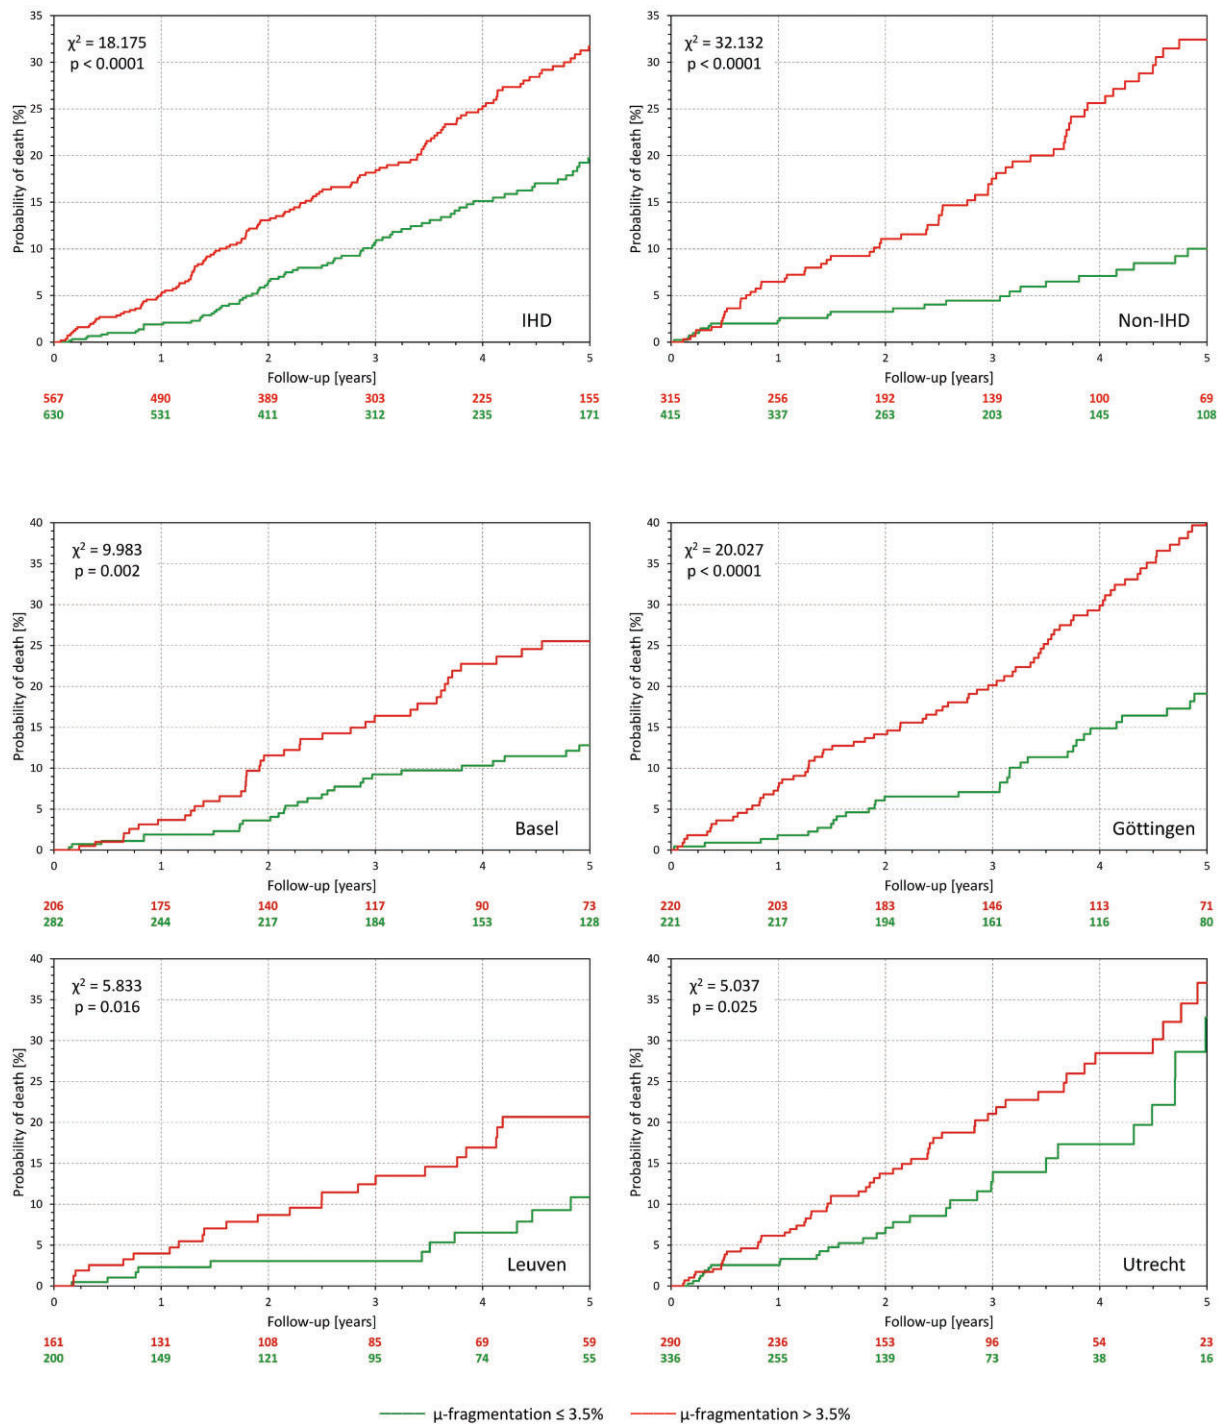 χ² = 18.175
p < 0.0001
Probability of death [%]
35
30
25
20
15
10
5
0
IHD
0 1 2 3 4 5
Follow-up [years]
567 490 389 303 225 155
630 531 411 312 235 171
χ² = 32.132
p < 0.0001
Probability of death [%]
35
30
25
20
15
10
5
0
Non-IHD
0 1 2 3 4 5
Follow-up [years]
315 256 192 139 100 69
415 337 263 203 145 108
χ² = 9.983
p = 0.002
Probability of death [%]
40
35
30
25
20
15
10
5
0
Basel
0 1 2 3 4 5
Follow-up [years]
206 175 140 117 90 73
282 244 217 184 153 128
χ² = 20.027
p < 0.0001
Probability of death [%]
40
35
30
25
20
15
10
5
0
Göttingen
0 1 2 3 4 5
Follow-up [years]
220 203 183 146 113 71
221 217 194 161 116 80
χ² = 5.833
p = 0.016
Probability of death [%]
40
35
30
25
20
15
10
5
0
Leuven
0 1 2 3 4 5
Follow-up [years]
161 131 108 85 69 59
200 149 121 95 74 55
χ² = 5.037
p = 0.025
Probability of death [%]
40
35
30
25
20
15
10
5
0
Utrecht
0 1 2 3 4 5
Follow-up [years]
290 236 153 96 54 23
336 255 139 73 38 16
μ-fragmentation ≤ 3.5% μ-fragmentation > 3.5%